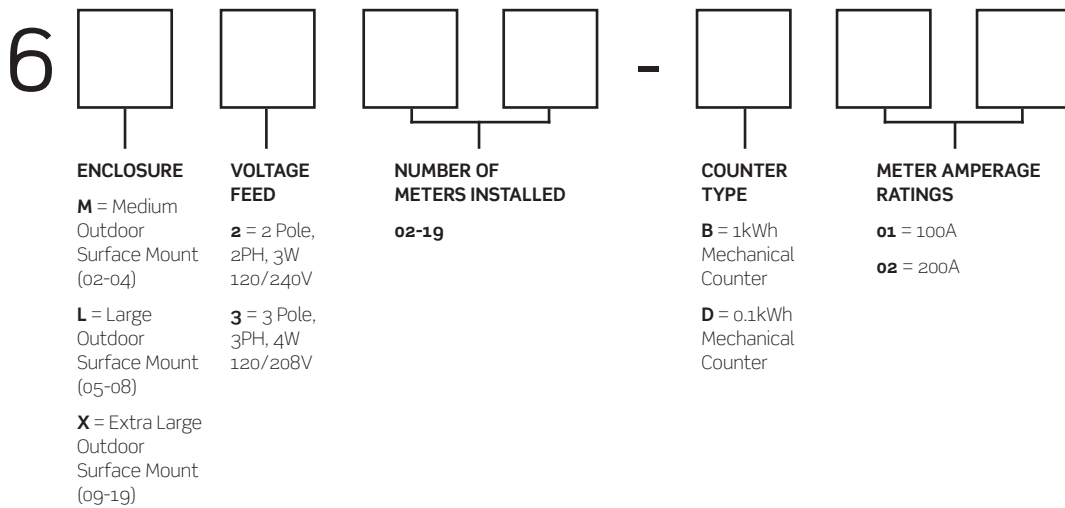 6 -
ENCLOSURE
M = Medium
Outdoor
Surface Mount
(02-04)
L = Large
Outdoor
Surface Mount
(05-08)
X = Extra Large
Outdoor
Surface Mount
(09-19)
VOLTAGE
FEED
2 = 2 Pole,
2PH, 3W
120/240V
3 = 3 Pole,
3PH, 4W
120/208V
NUMBER OF
METERS INSTALLED
02-19
COUNTER
TYPE
B = 1kWh
Mechanical
Counter
D = 0.1kWh
Mechanical
Counter
METER AMPERAGE
RATINGS
01 = 100A
02 = 200A